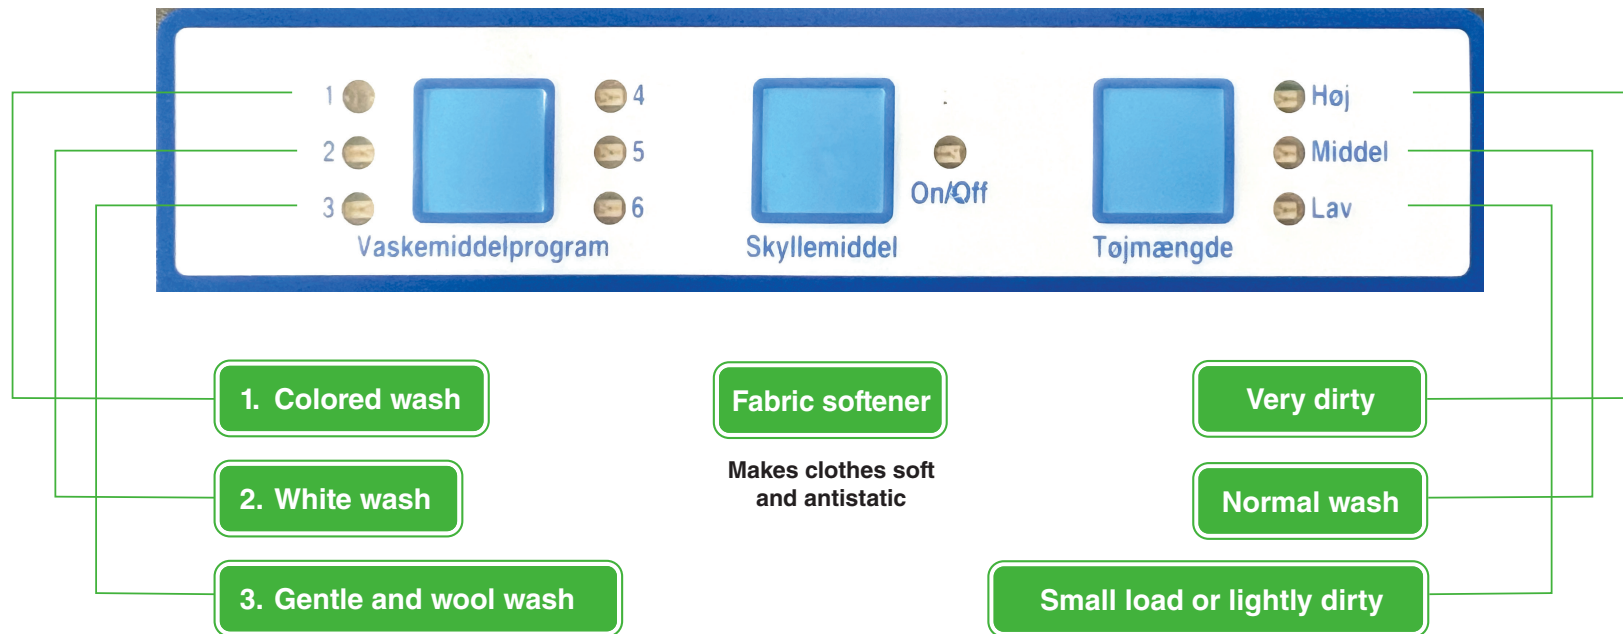 1
4
Høj
2
5
Middel
On/Off
3
6
Lav
Vaskemiddelprogram
Skyllemiddel
Tøjmængde
1. Colored wash
Fabric softener
Very dirty
Makes clothes soft
and antistatic
2. White wash
Normal wash
3. Gentle and wool wash
Small load or lightly dirty